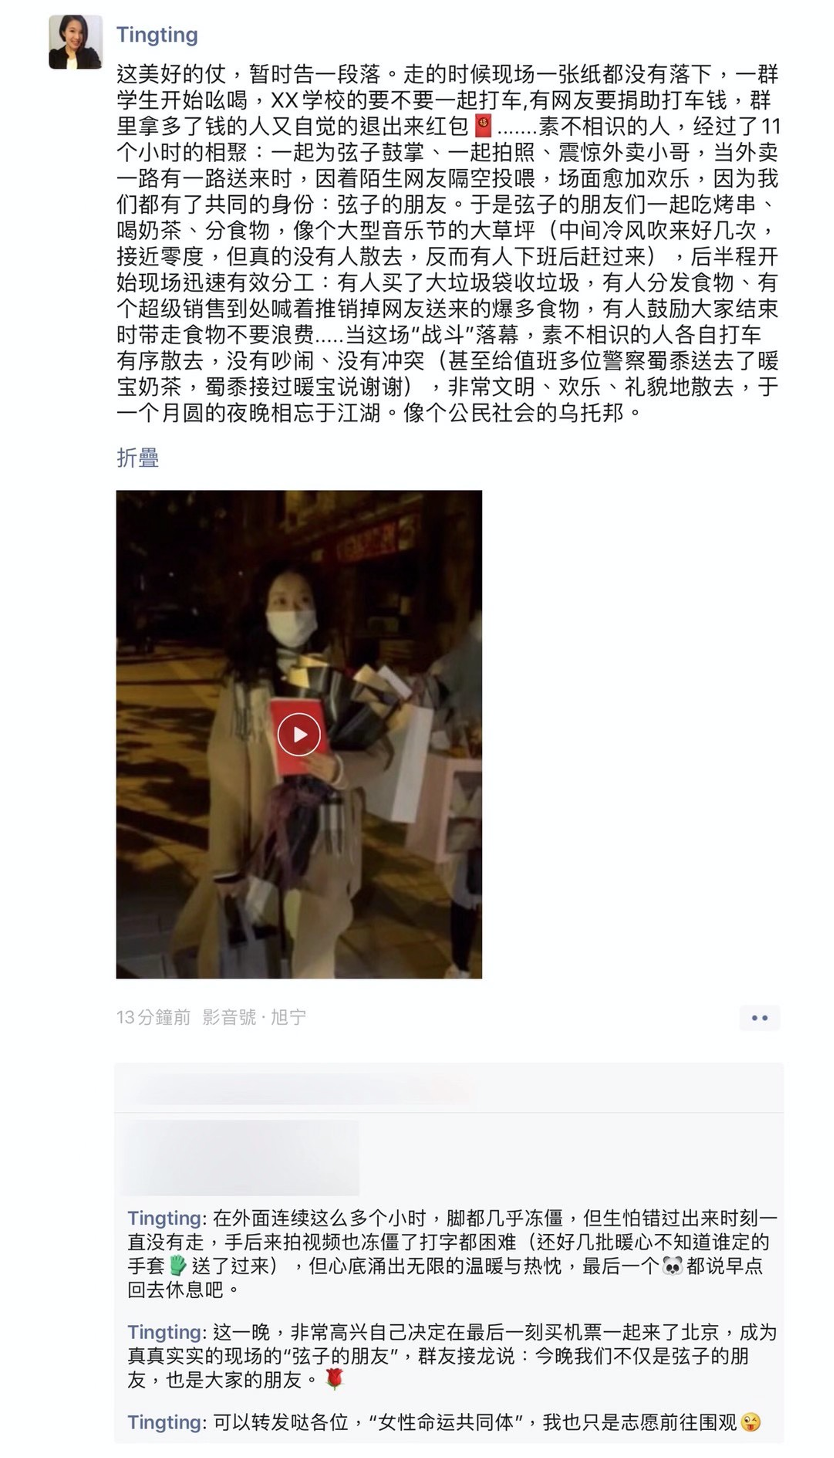 Tingting
这美好的仗，暂时告一段落。走的时候现场一张纸都没有落下，一群
学生开始吆喝，XX学校的要不要一起打车,有网友要捐助打车钱，群
里拿多了钱的人又自觉的退出来红包🧧.......素不相识的人，经过了11
个小时的相聚：一起为弦子鼓掌、一起拍照、震惊外卖小哥，当外卖
一路有一路送来时，因着陌生网友隔空投喂，场面愈加欢乐，因为我
们都有了共同的身份：弦子的朋友。于是弦子的朋友们一起吃烤串、
喝奶茶、分食物，像个大型音乐节的大草坪（中间冷风吹来好几次，
接近零度，但真的没有人散去，反而有人下班后赶过来），后半程开
始现场迅速有效分工：有人买了大垃圾袋收垃圾，有人分发食物、有
个超级销售到处喊着推销掉网友送来的爆多食物，有人鼓励大家结束
时带走食物不要浪费.....当这场“战斗”落幕，素不相识的人各自打车
有序散去，没有吵闹、没有冲突（甚至给值班多位警察蜀黍送去了暖
宝奶茶，蜀黍接过暖宝说谢谢），非常文明、欢乐、礼貌地散去，于
一个月圆的夜晚相忘于江湖。像个公民社会的乌托邦。
折疊
13分鐘前 影音號 · 旭宁
Tingting: 在外面连续这么多个小时，脚都几乎冻僵，但生怕错过出来时刻一
直没有走，手后来拍视频也冻僵了打字都困难（还好几批暖心不知道谁定的
手套🧤送了过来），但心底涌出无限的温暖与热忱，最后一个🐼都说早点
回去休息吧。
Tingting: 这一晚，非常高兴自己决定在最后一刻买机票一起来了北京，成为
真真实实的现场的“弦子的朋友”，群友接龙说：今晚我们不仅是弦子的朋
友，也是大家的朋友。🌹
Tingting: 可以转发哒各位，“女性命运共同体”，我也只是志愿前往围观😜